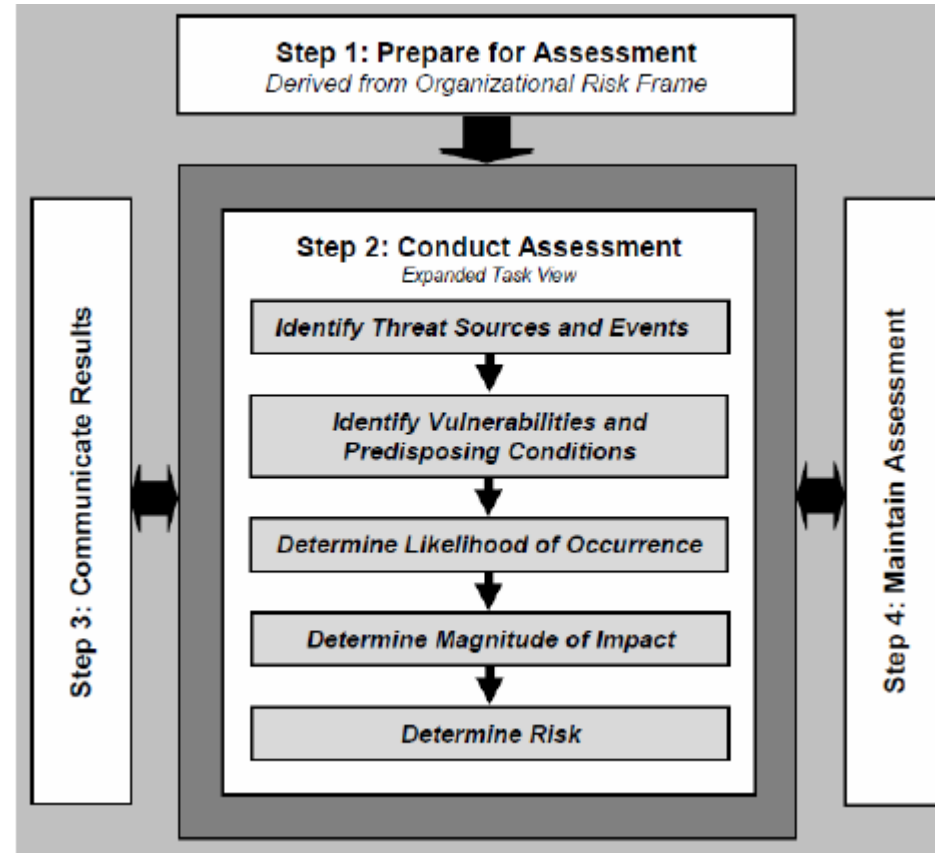 Step 1: Prepare for Assessment
Derived from Organizational Risk Frame
Step 2: Conduct Assessment
Expanded Task View
Identify Threat Sources and Events
Identify Vulnerabilities and
Predisposing Conditions
Determine Likelihood of Occurrence
Determine Magnitude of Impact
Determine Risk
Step 3: Communicate Results
Step 4: Maintain Assessment